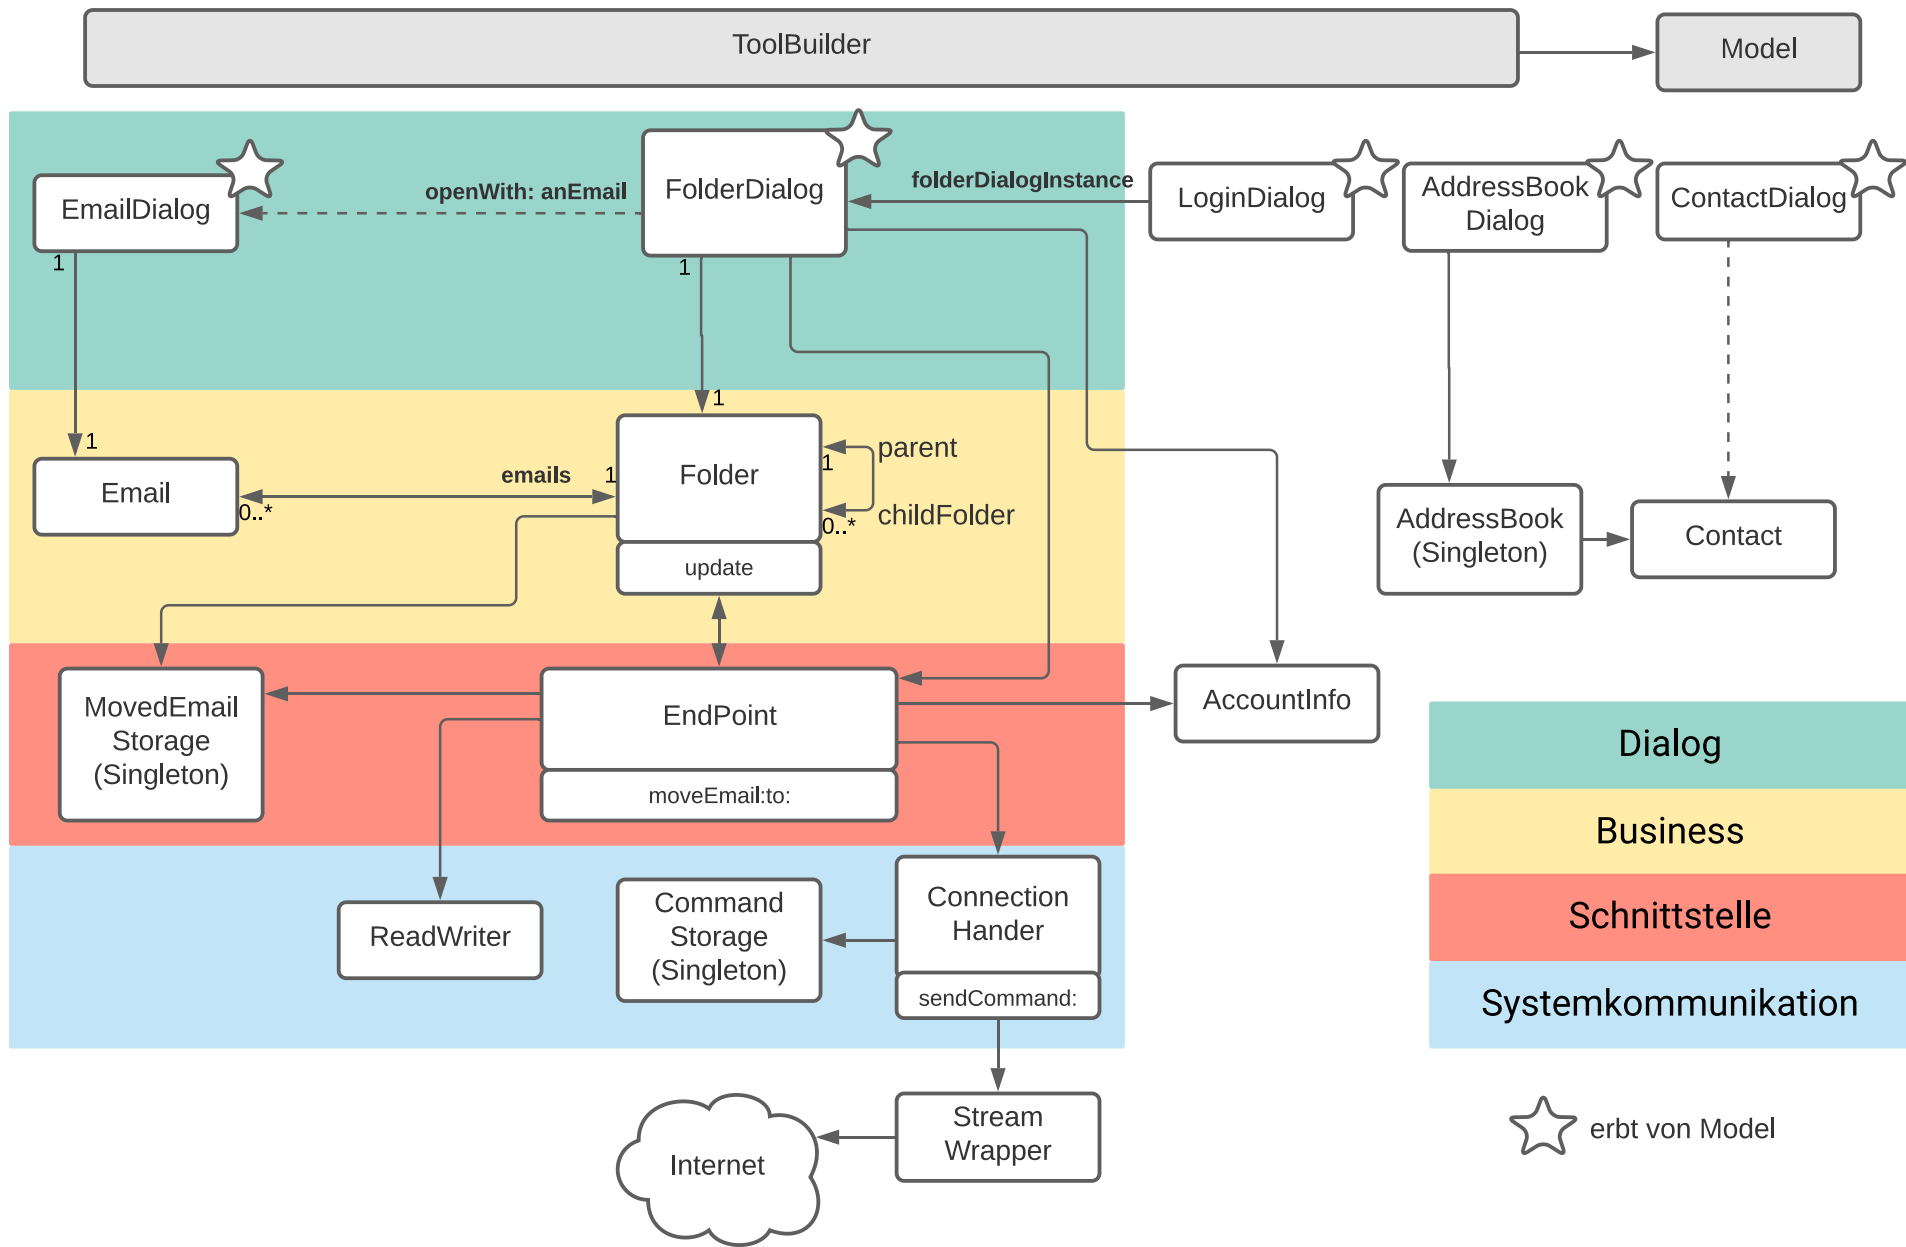 ToolBuilder
Model
EmailDialog
openWith: anEmail
FolderDialog
folderDialogInstance
LoginDialog
AddressBook
Dialog
ContactDialog
1
1
1
1
Email
0..*
emails
1
Folder
1
parent
0..*
childFolder
update
AddressBook
(Singleton)
Contact
MovedEmail
Storage
(Singleton)
EndPoint
moveEmail:to:
AccountInfo
ReadWriter
Command
Storage
(Singleton)
Connection
Hander
sendCommand:
Stream
Wrapper
Internet
Dialog
Business
Schnittstelle
Systemkommunikation
erbt von Model